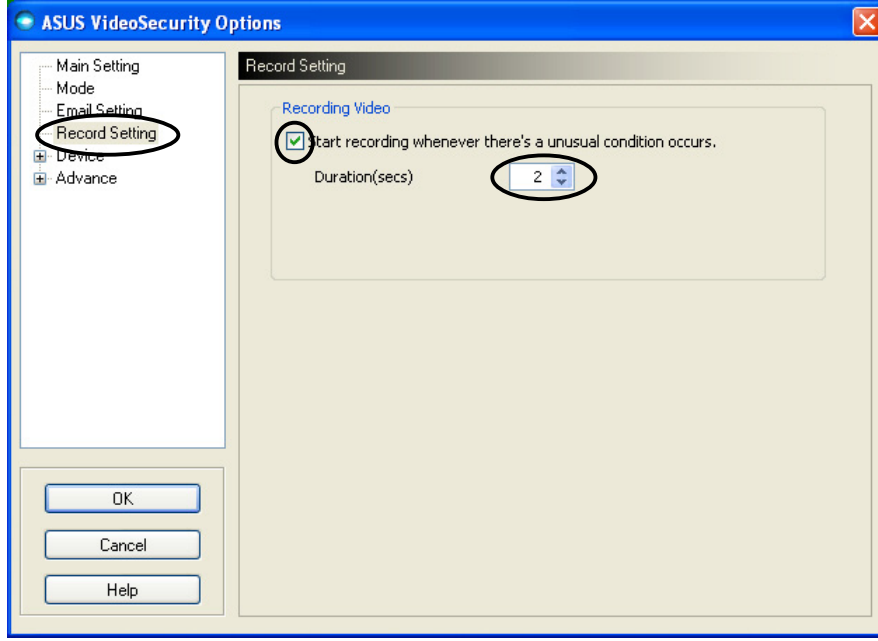 ASUS VideoSecurity Options
Main Setting
Mode
Email Setting
Record Setting
Device
Advance
OK
Cancel
Help
Record Setting
Recording Video
Start recording whenever there's a unusual condition occurs.
Duration(secs) 2